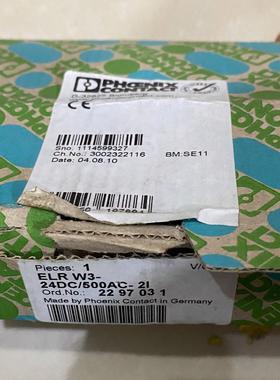 PHOENIX
CONTACT
CE
Sno.: 1114599327
Ch.No.: 3002322116 BM:SE11
Date: 04.08.10
Pieces: 1
ELR W3-
24DC/500AC- 2I
Ord.No.: 22 97 03 1
Made by Phoenix Contact in Germany